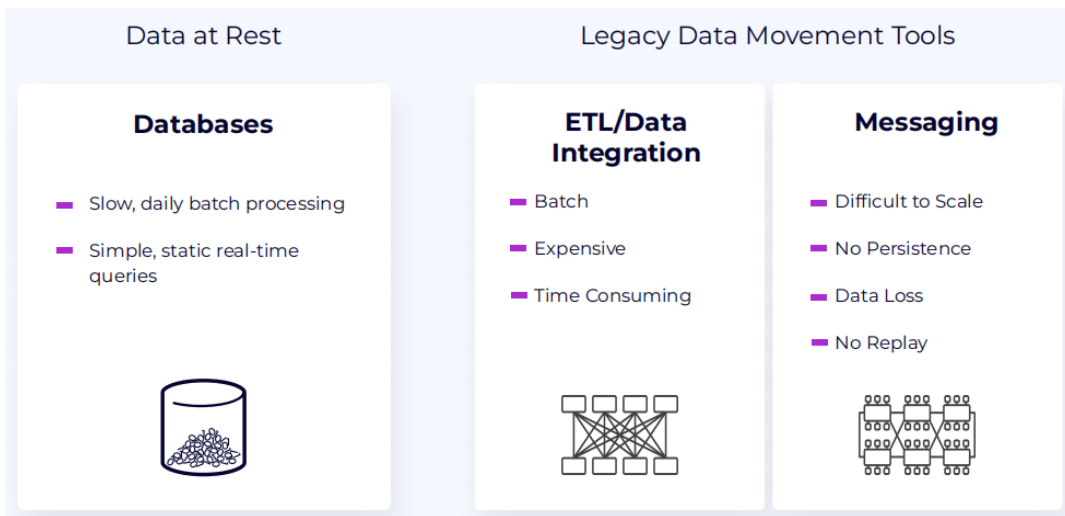 Data at Rest
Legacy Data Movement Tools
Databases
Slow, daily batch processing
Simple, static real-time
queries
ETL/Data
Integration
Batch
Expensive
Time Consuming
Messaging
Difficult to Scale
No Persistence
Data Loss
No Replay